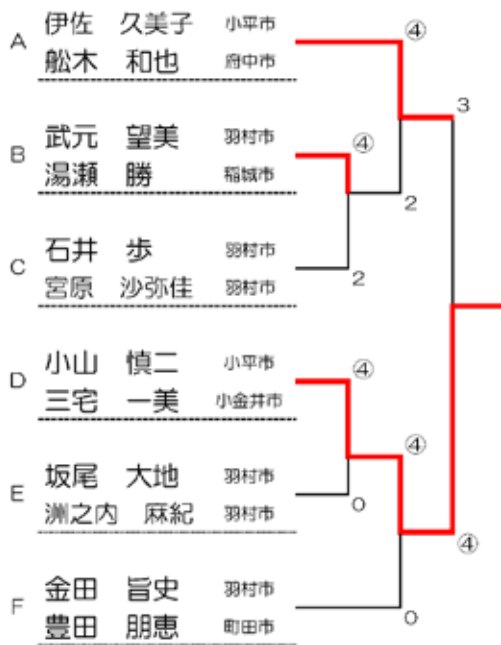 A 伊佐 久美子 小平市
舩木 和也 府中市
④
3
B 武元 望美 羽村市
湯瀬 勝 稲城市
④
2
C 石井 歩 羽村市
宮原 沙弥佳 羽村市
2
D 小山 慎二 小平市
三宅 一美 小金井市
④
④
E 坂尾 大地 羽村市
洲之内 麻紀 羽村市
0
④
F 金田 旨史 羽村市
豊田 朋恵 町田市
0